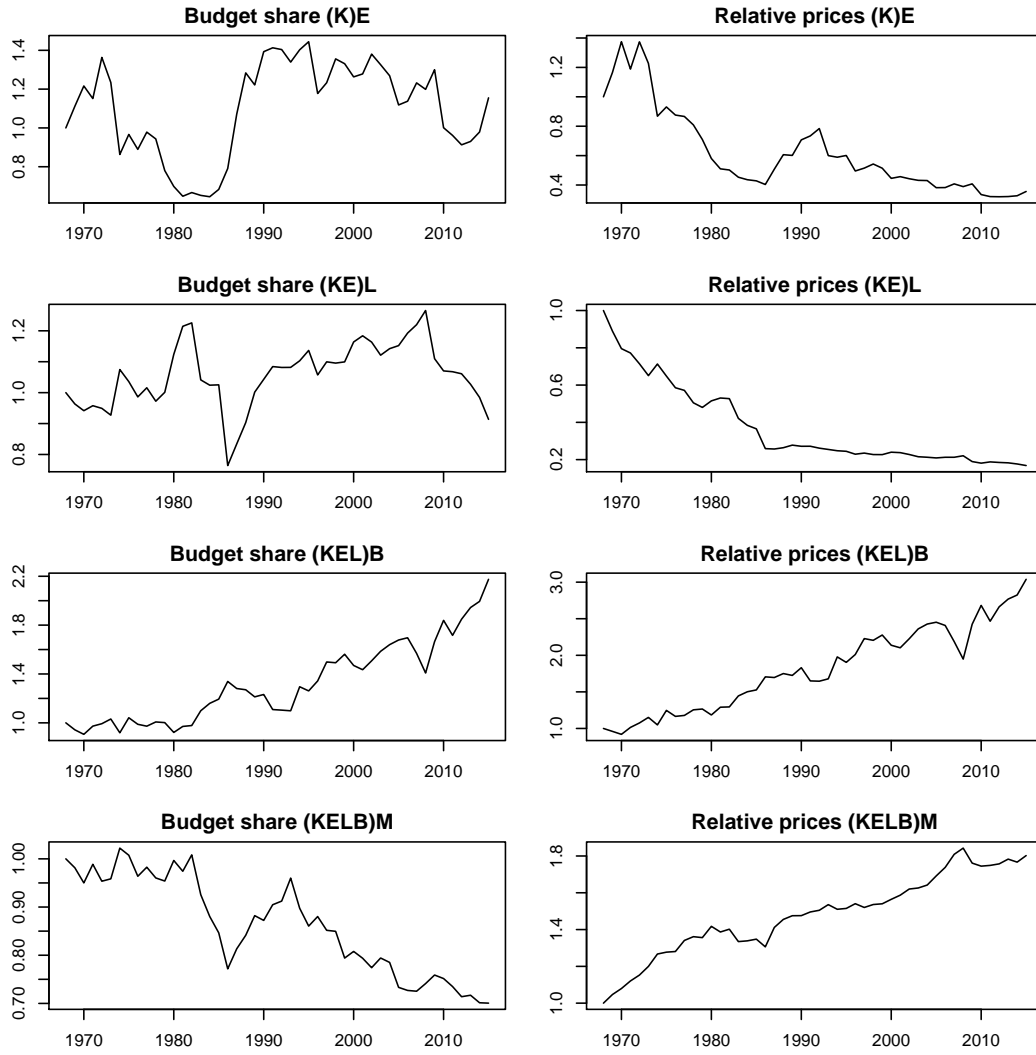 Budget share (K)E
0.8 1.0 1.2 1.4
1970 1980 1990 2000 2010
Relative prices (K)E
0.4 0.8 1.2
1970 1980 1990 2000 2010
Budget share (KE)L
0.8 1.0 1.2
1970 1980 1990 2000 2010
Relative prices (KE)L
0.2 0.6 1.0
1970 1980 1990 2000 2010
Budget share (KEL)B
1.0 1.4 1.8 2.2
1970 1980 1990 2000 2010
Relative prices (KEL)B
1.0 2.0 3.0
1970 1980 1990 2000 2010
Budget share (KELB)M
0.70 0.80 0.90 1.00
1970 1980 1990 2000 2010
Relative prices (KELB)M
1.0 1.4 1.8
1970 1980 1990 2000 2010